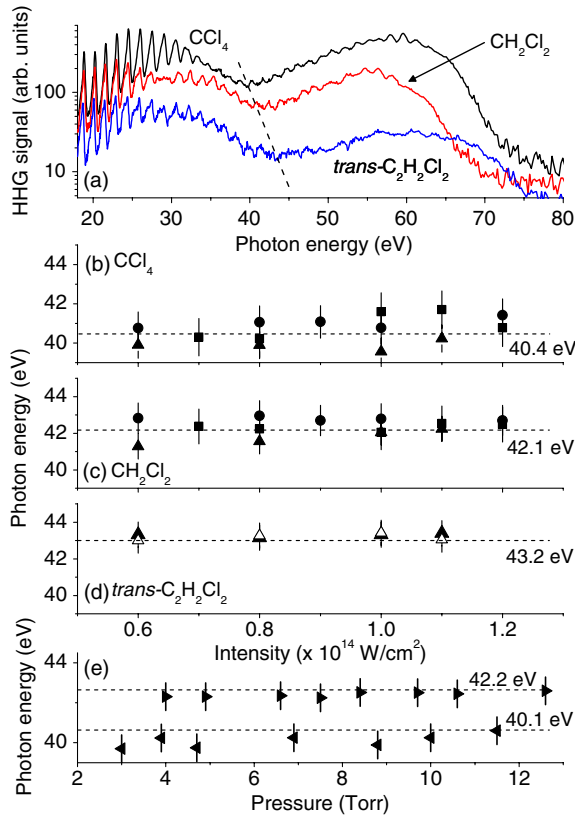 HHG signal (arb. units)
100
10
CCl4
CH2Cl2
trans-C2H2Cl2
(a)
20 30 40 50 60 70 80
Photon energy (eV)
Photon energy (eV)
44
42
40
(b) CCl4
40.4 eV
44
42
40
42.1 eV
(c) CH2Cl2
44
42
43.2 eV
(d) trans-C2H2Cl2
0.6 0.8 1.0 1.2
Intensity (x 10^14 W/cm^2)
Photon energy (eV)
44
40
(e)
42.2 eV
40.1 eV
2 4 6 8 10 12
Pressure (Torr)